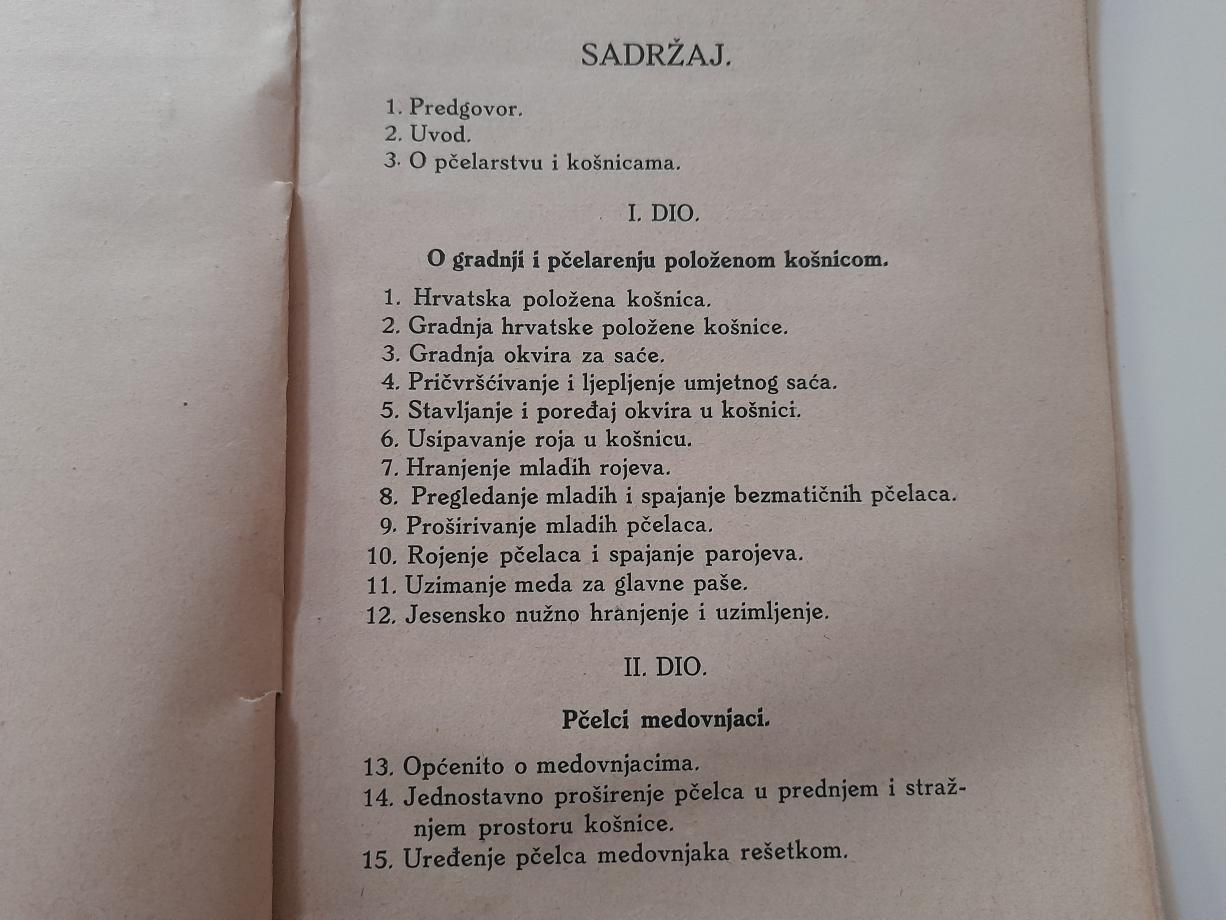 SADRŽAJ.
1. Predgovor.
2. Uvod.
3. O pčelarstvu i košnicama.
I. DIO.
O gradnji i pčelarenju položenom košnicom.
1. Hrvatska položena košnica.
2. Gradnja hrvatske položene košnice.
3. Gradnja okvira za saće.
4. Pričvršćivanje i ljepljenje umjetnog saća.
5. Stavljanje i poređaj okvira u košnici.
6. Usipavanje roja u košnicu.
7. Hranjenje mladih rojeva.
8. Pregledanje mladih i spajanje bezmatičnih pčelaca.
9. Proširivanje mladih pčelaca.
10. Rojenje pčelaca i spajanje parojeva.
11. Uzimanje meda za glavne paše.
12. Jesensko nužno hranjenje i uzimljenje.
II. DIO.
Pčelci medovnjaci.
13. Općenito o medovnjacima.
14. Jednostavno proširenje pčelca u prednjem i straž-
njem prostoru košnice.
15. Uređenje pčelca medovnjaka rešetkom.